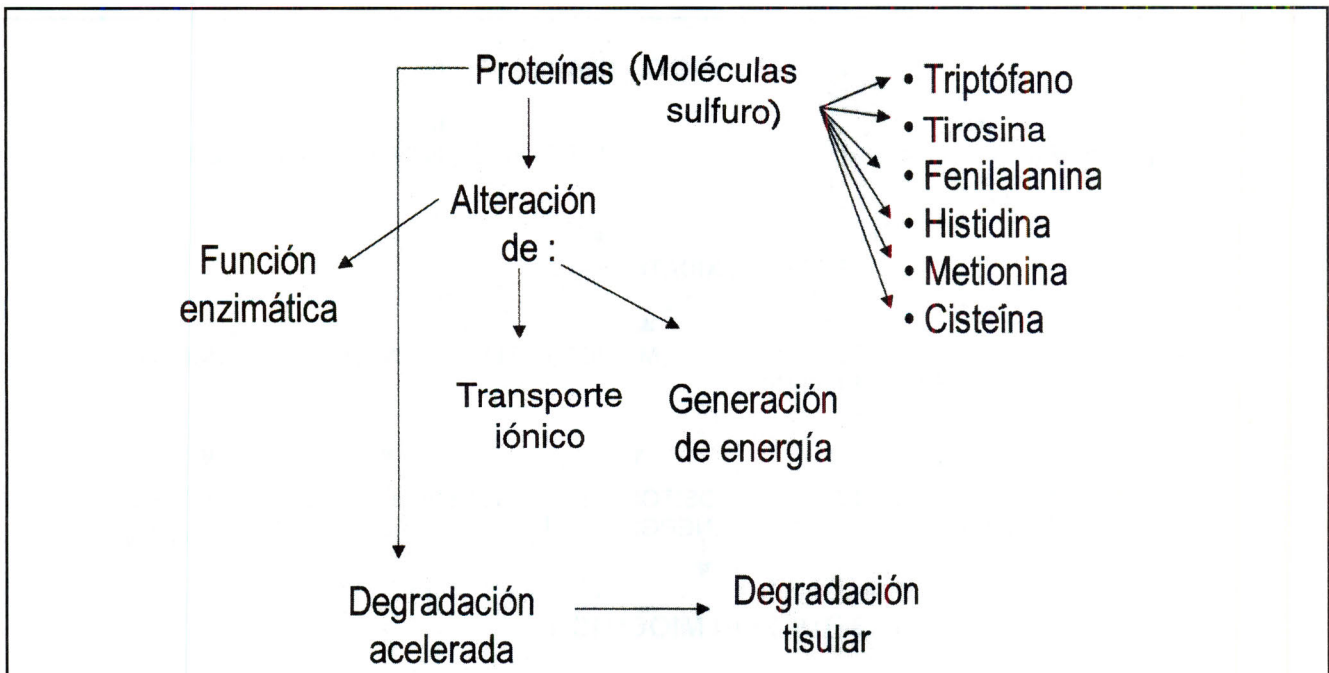 Proteínas (Moléculas
sulfuro)
• Triptófano
• Tirosina
• Fenilalanina
• Histidina
• Metionina
• Cisteína
Alteración
de :
Función
enzimática
Transporte
iónico
Generación
de energía
Degradación
acelerada
Degradación
tisular